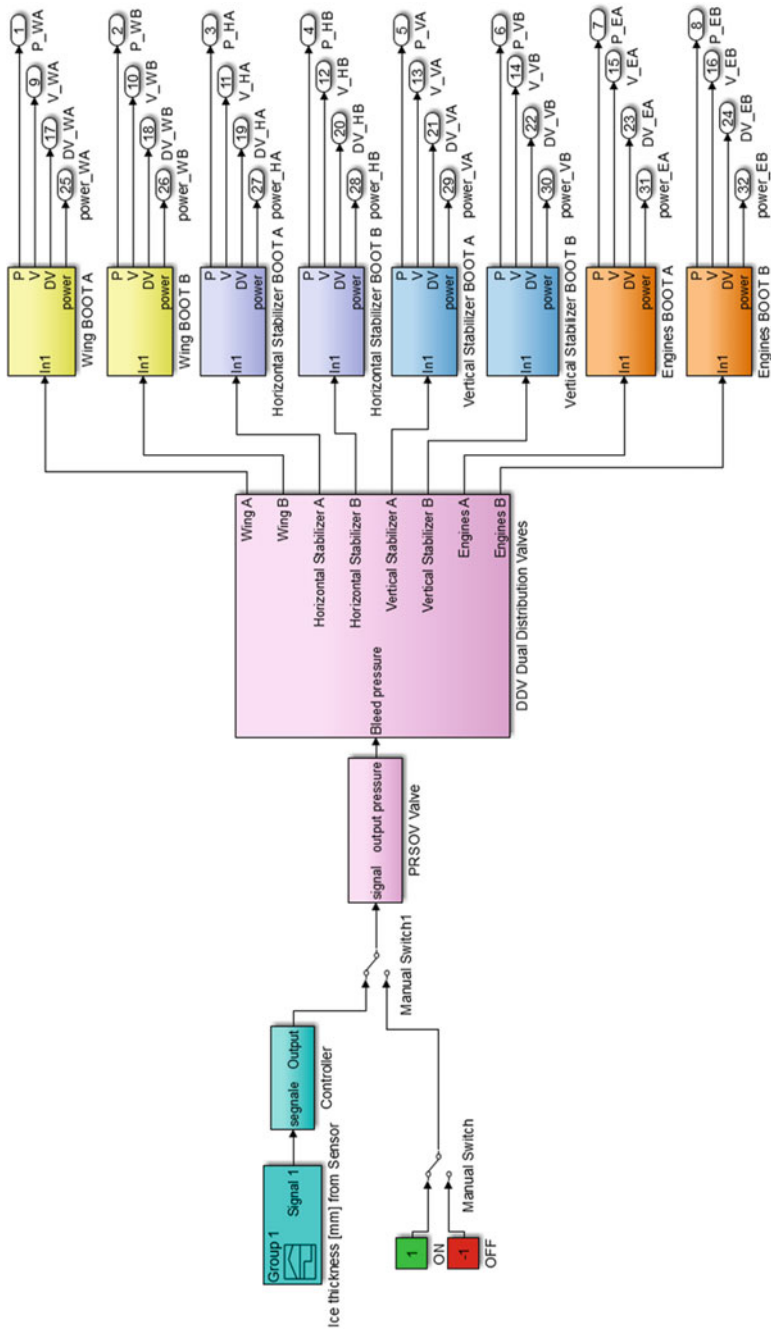 Group 1
Signal 1
Ice thickness [mm] from Sensor
segnale Output
Controller
1
ON
-1
OFF
Manual Switch
Manual Switch1
signal output pressure
PRSOV Valve
Bleed pressure
Wing A
Wing B
Horizontal Stabilizer A
Horizontal Stabilizer B
Vertical Stabilizer A
Vertical Stabilizer B
Engines A
Engines B
DDV Dual Distribution Valves
In1
P
V
DV
power
Wing BOOT A
1
P_WA
9
V_WA
17
DV_WA
25
power_WA
In1
P
V
DV
power
Wing BOOT B
2
P_WB
10
V_WB
18
DV_WB
26
power_WB
In1
P
V
DV
power
Horizontal Stabilizer BOOT A
3
P_HA
11
V_HA
19
DV_HA
27
power_HA
In1
P
V
DV
power
Horizontal Stabilizer BOOT B
4
P_HB
12
V_HB
20
DV_HB
28
power_HB
In1
P
V
DV
power
Vertical Stabilizer BOOT A
5
P_VA
13
V_VA
21
DV_VA
29
power_VA
In1
P
V
DV
power
Vertical Stabilizer BOOT B
6
P_VB
14
V_VB
22
DV_VB
30
power_VB
In1
P
V
DV
power
Engines BOOT A
7
P_EA
15
V_EA
23
DV_EA
31
power_EA
In1
P
V
DV
power
Engines BOOT B
8
P_EB
16
V_EB
24
DV_EB
32
power_EB